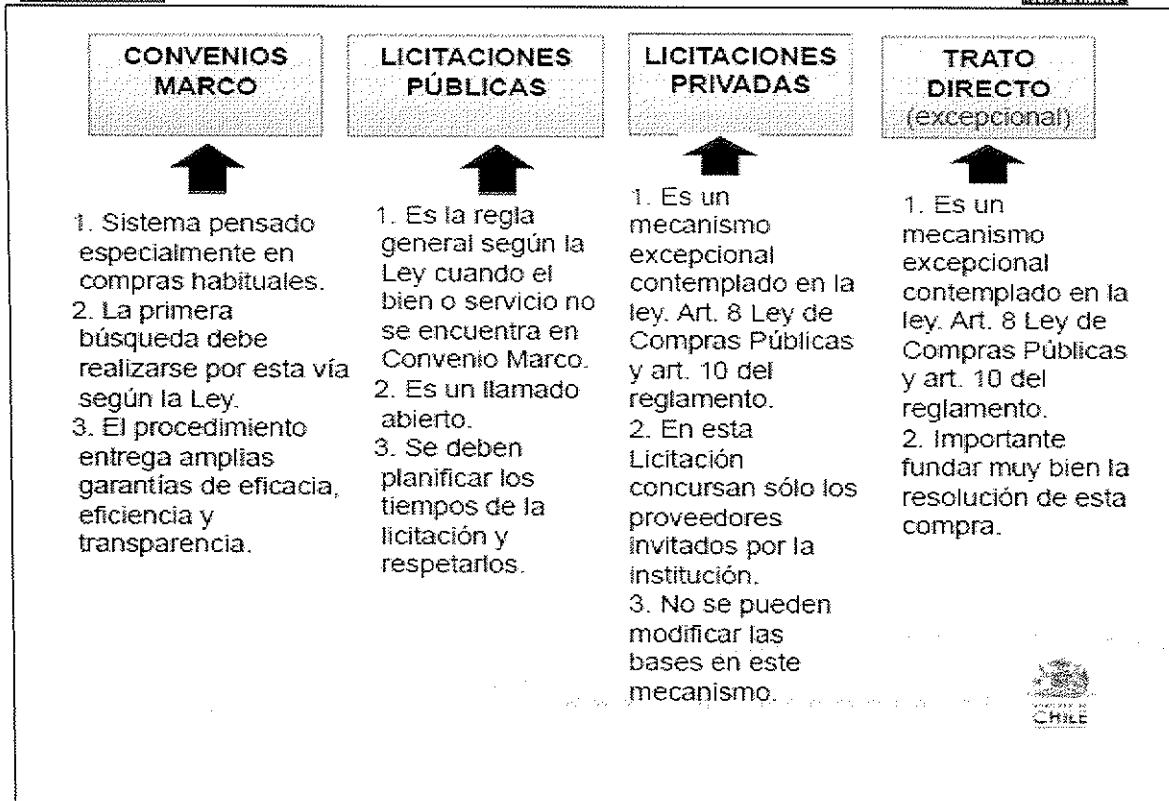 CONVENIOS
MARCO
1. Sistema pensado
especialmente en
compras habituales.
2. La primera
búsqueda debe
realizarse por esta vía
según la Ley.
3. El procedimiento
entrega amplias
garantías de eficacia,
eficiencia y
transparencia.
LICITACIONES
PÚBLICAS
1. Es la regla
general según la
Ley cuando el
bien o servicio no
se encuentra en
Convenio Marco.
2. Es un llamado
abierto.
3. Se deben
planificar los
tiempos de la
licitación y
respetarlos.
LICITACIONES
PRIVADAS
1. Es un
mecanismo
excepcional
contemplado en la
ley. Art. 8 Ley de
Compras Públicas
y art. 10 del
reglamento.
2. En esta
Licitación
concursan sólo los
proveedores
invitados por la
institución.
3. No se pueden
modificar las
bases en este
mecanismo.
TRATO
DIRECTO
(excepcional)
1. Es un
mecanismo
excepcional
contemplado en la
ley. Art. 8 Ley de
Compras Públicas
y art. 10 del
reglamento.
2. Importante
fundar muy bien la
resolución de esta
compra.
CHILE